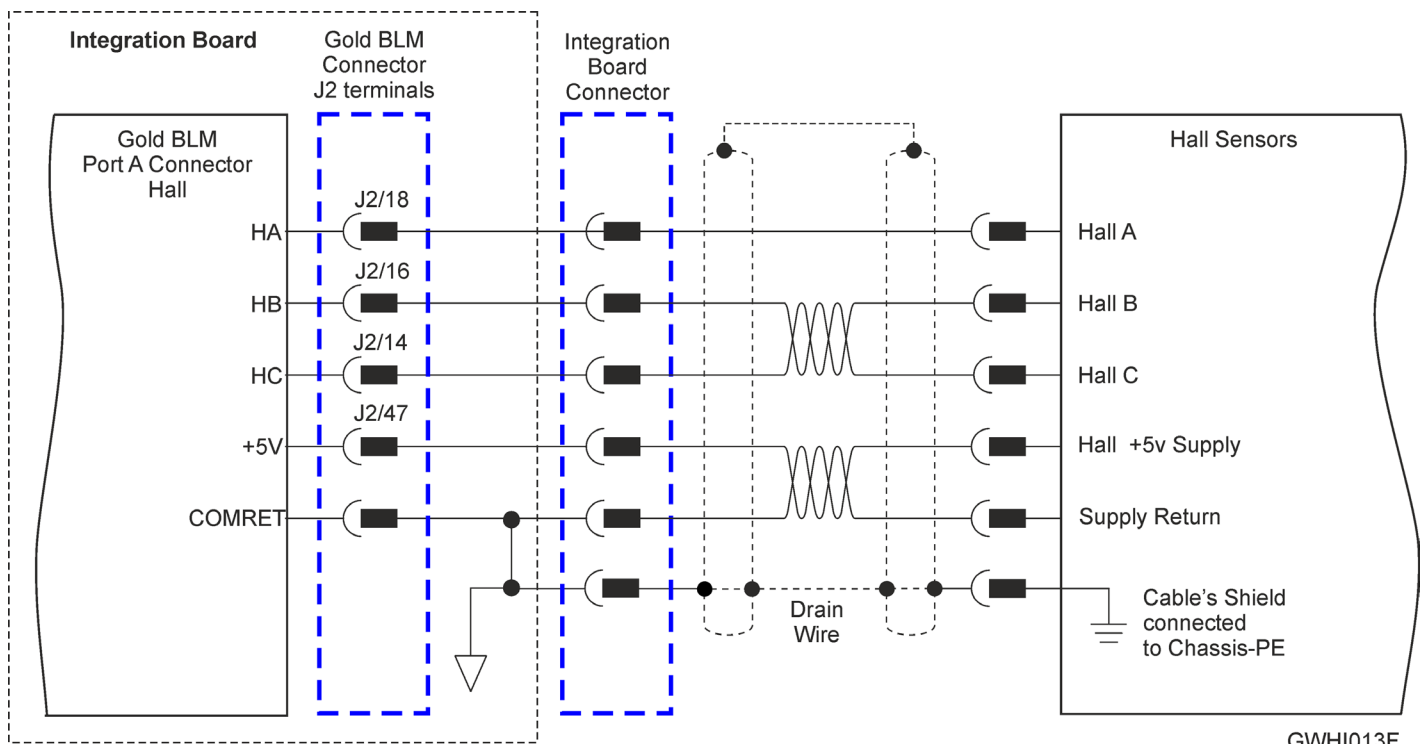 Integration Board
Gold BLM
Connector
J2 terminals
Integration
Board
Connector
Gold BLM
Port A Connector
Hall
Hall Sensors
J2/18
HA
Hall A
J2/16
HB
Hall B
J2/14
HC
Hall C
J2/47
+5V
Hall +5v Supply
COMRET
Supply Return
Drain
Wire
Cable's Shield
connected
to Chassis-PE
GWHI013E